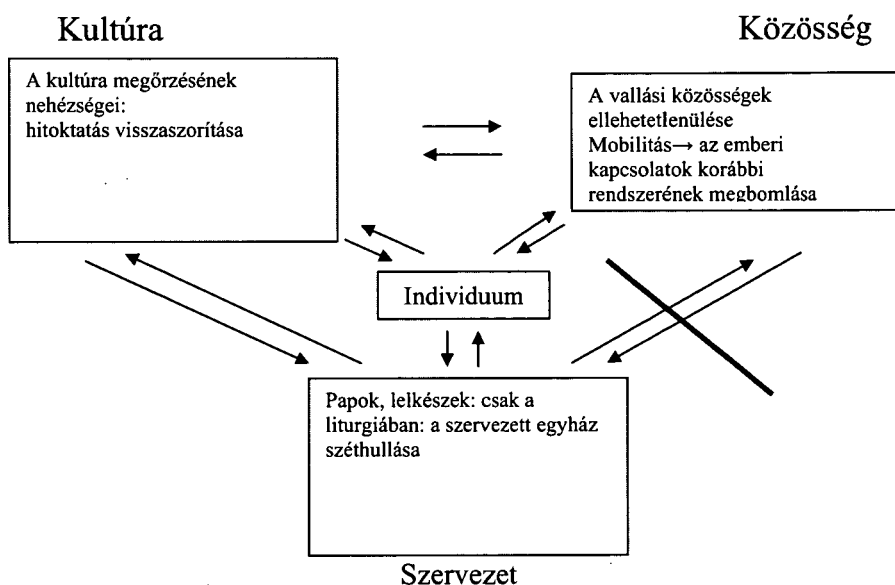 Kultúra
Közösség
A kultúra megőrzésének
nehézségei:
hitoktatás visszaszorítása
A vallási közösségek
ellehetetlenülése
Mobilitás→ az emberi
kapcsolatok korábbi
rendszerének megbomlása
Individuum
Papok, lelkészek: csak a
liturgiában: a szervezett egyház
széthullása
Szervezet